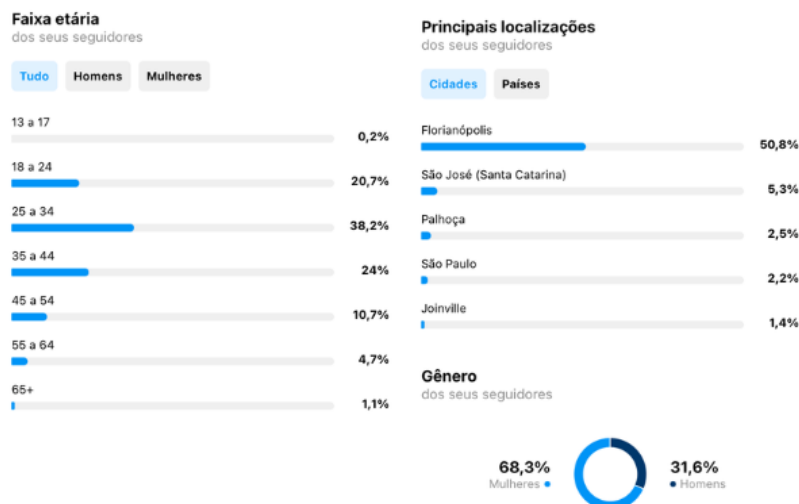 Faixa etária
dos seus seguidores
Tudo Homens Mulheres
13 a 17
0,2%
18 a 24
20,7%
25 a 34
38,2%
35 a 44
24%
45 a 54
10,7%
55 a 64
4,7%
65+
1,1%
Principais localizações
dos seus seguidores
Cidades Países
Florianópolis
50,8%
São José (Santa Catarina)
5,3%
Palhoça
2,5%
São Paulo
2,2%
Joinville
1,4%
Gênero
dos seus seguidores
68,3% 31,6%
Mulheres Homens